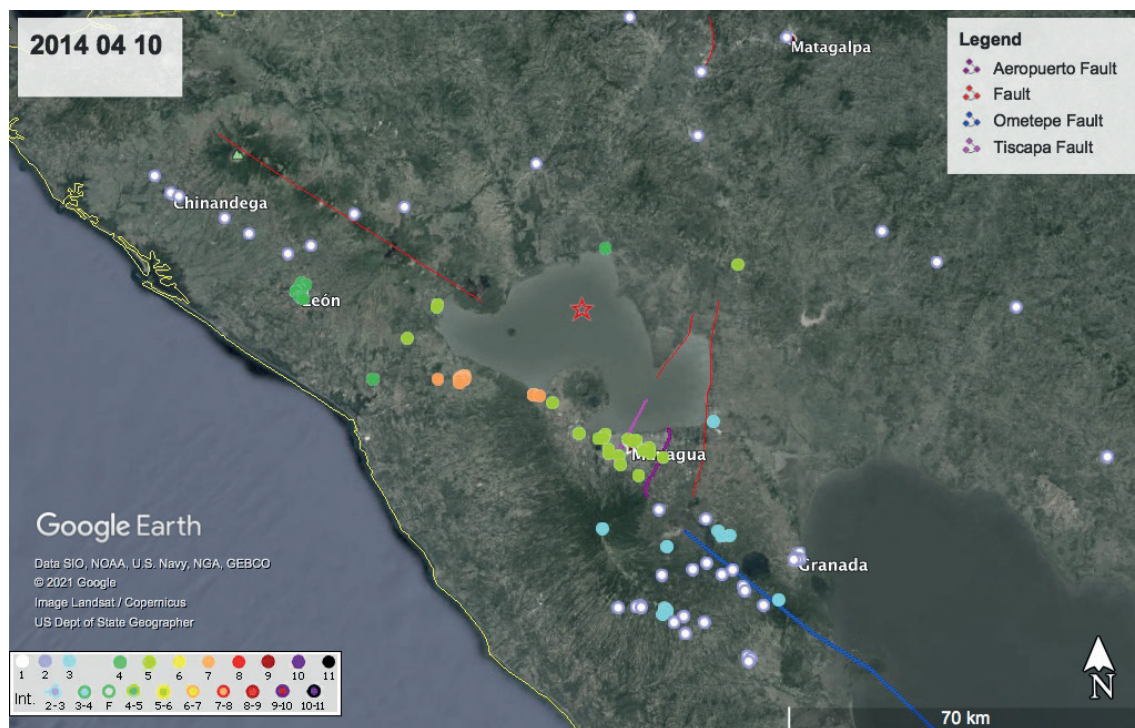 2014 04 10
Matagalpa
Legend
Aeropuerto Fault
Fault
Ometepe Fault
Tiscapa Fault
Chinandega
León
Managua
Granada
Google Earth
Data SIO, NOAA, U.S. Navy, NGA, GEBCO
© 2021 Google
Image Landsat / Copernicus
US Dept of State Geographer
1 2 3 4 5 6 7 8 9 10 11
Int. 2-3 3-4 F 4-5 5-6 6-7 7-8 8-9 9-10 10-11
N
70 km